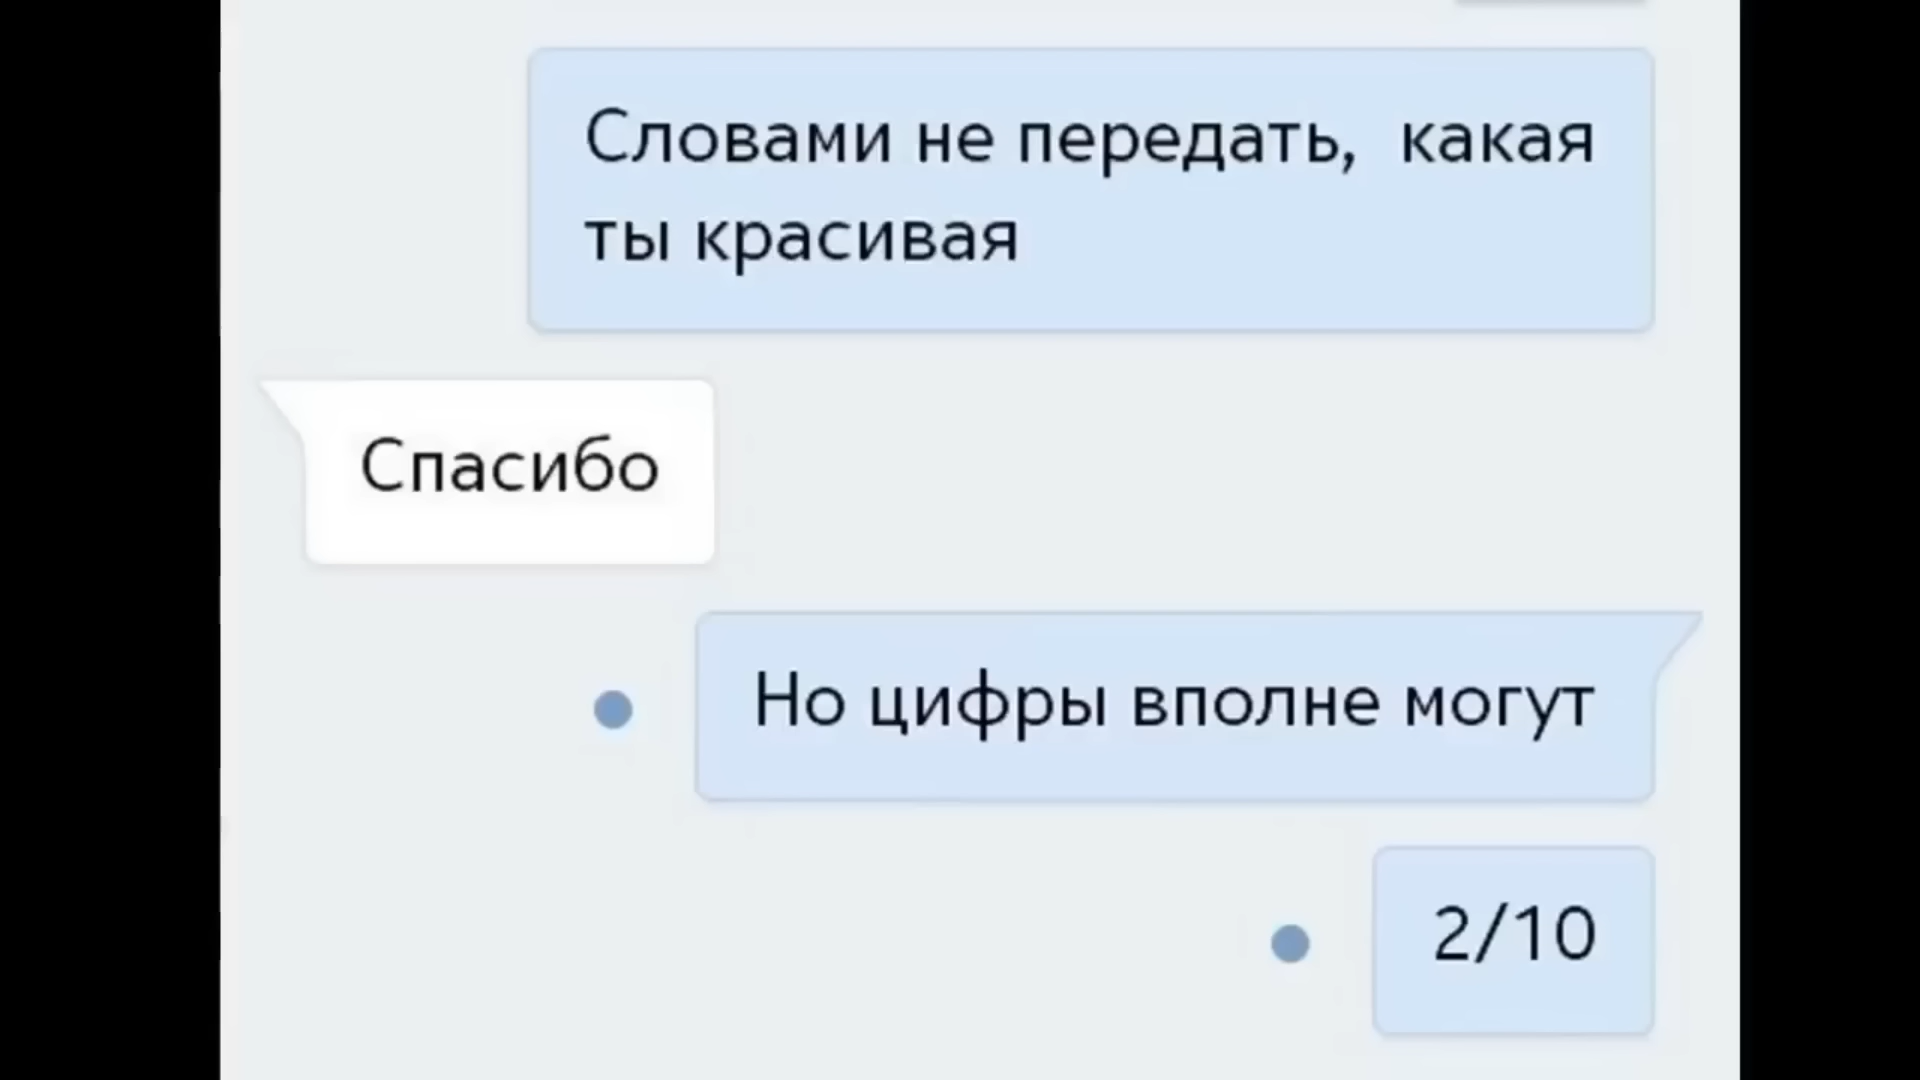 Словами не передать, какая
ты красивая
Спасибо
Но цифры вполне могут
2/10